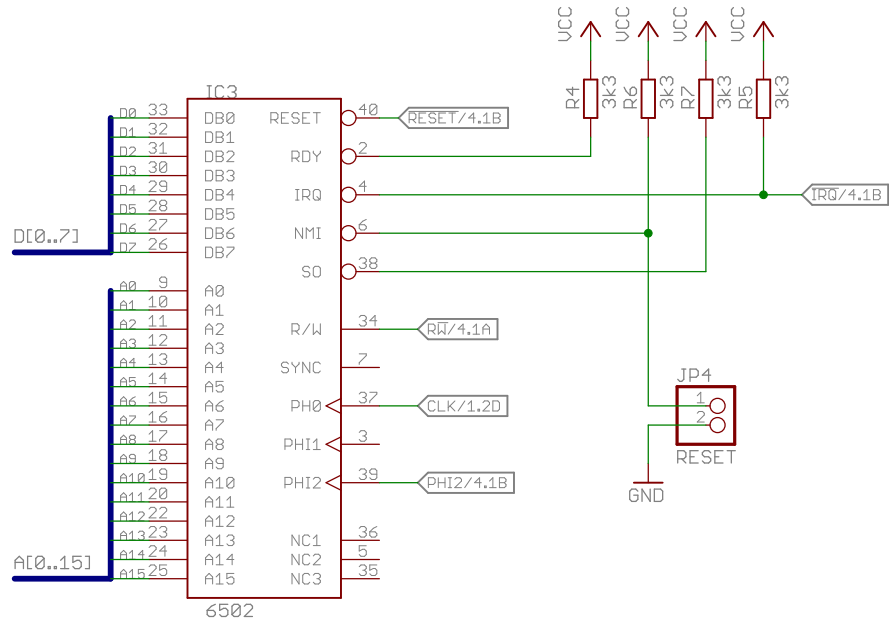 VCC VCC VCC VCC
R4 3k3 R6 3k3 R7 3k3 R5 3k3
IC3
D0 33 DB0 RESET 40 RESET/4.1B
D1 32 DB1
D2 31 DB2 RDY 2
D3 30 DB3
D4 29 DB4 IRQ 4 IRQ/4.1B
D5 28 DB5
D6 27 DB6 NMI 6
D[0..7]
D7 26 DB7
SO 38
A0 9 A0
A1 10 A1
A2 11 A2 R/W 34 RW/4.1A
A3 12 A3
A4 13 A4 SYNC 7
JP4
A5 14 A5
A6 15 A6 PH0 37 CLK/1.2D 1
A7 16 A7 2
A8 17 A8 PHI1 3
A9 18 A9 RESET
A10 19 A10 PHI2 39 PHI2/4.1B
A11 20 A11 GND
A12 22 A12
A13 23 A13 NC1 36
A14 24 A14 NC2 5
A[0..15]
A15 25 A15 NC3 35
6502